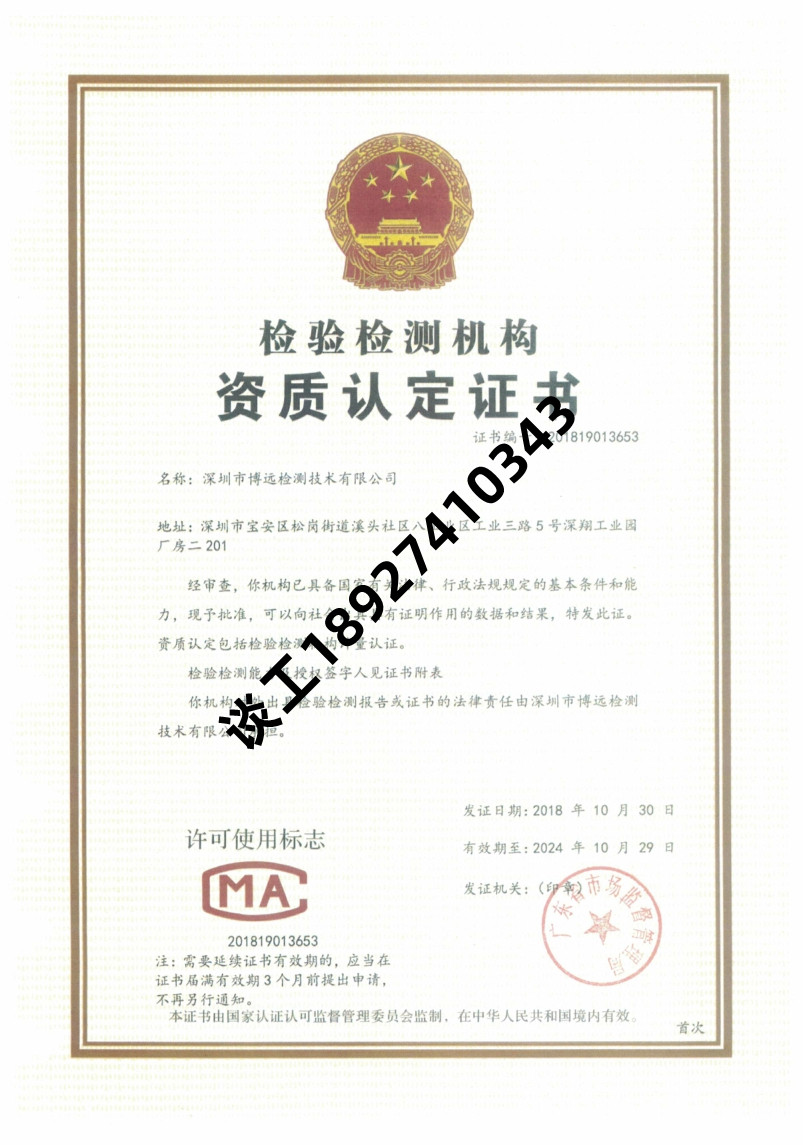 检验检测机构
资质认定证书
证书编 201819013653
名称：深圳市博远检测技术有限公司
地址：深圳市宝安区松岗街道溪头社区八 业区工业三路5号深翔工业园
厂房二201
经审查，你机构已具备国家有关法律、行政法规规定的基本条件和能
力，现予批准，可以向社会 具有证明作用的数据和结果，特发此证。
资质认定包括检验检测机构计量认证。
检验检测能 授权签字人见证书附表
你机构 出具检验检测报告或证书的法律责任由深圳市博远检测
技术有限公 担。
谈工18927410343
发证日期：2018 年 10 月 30 日
有效期至：2024 年 10 月 29 日
发证机关：（印章）
广东省市场监督管理局
许可使用标志
MA
201819013653
注：需要延续证书有效期的，应当在
证书届满有效期3个月前提出申请，
不再另行通知。
本证书由国家认证认可监督管理委员会监制，在中华人民共和国境内有效。
首次